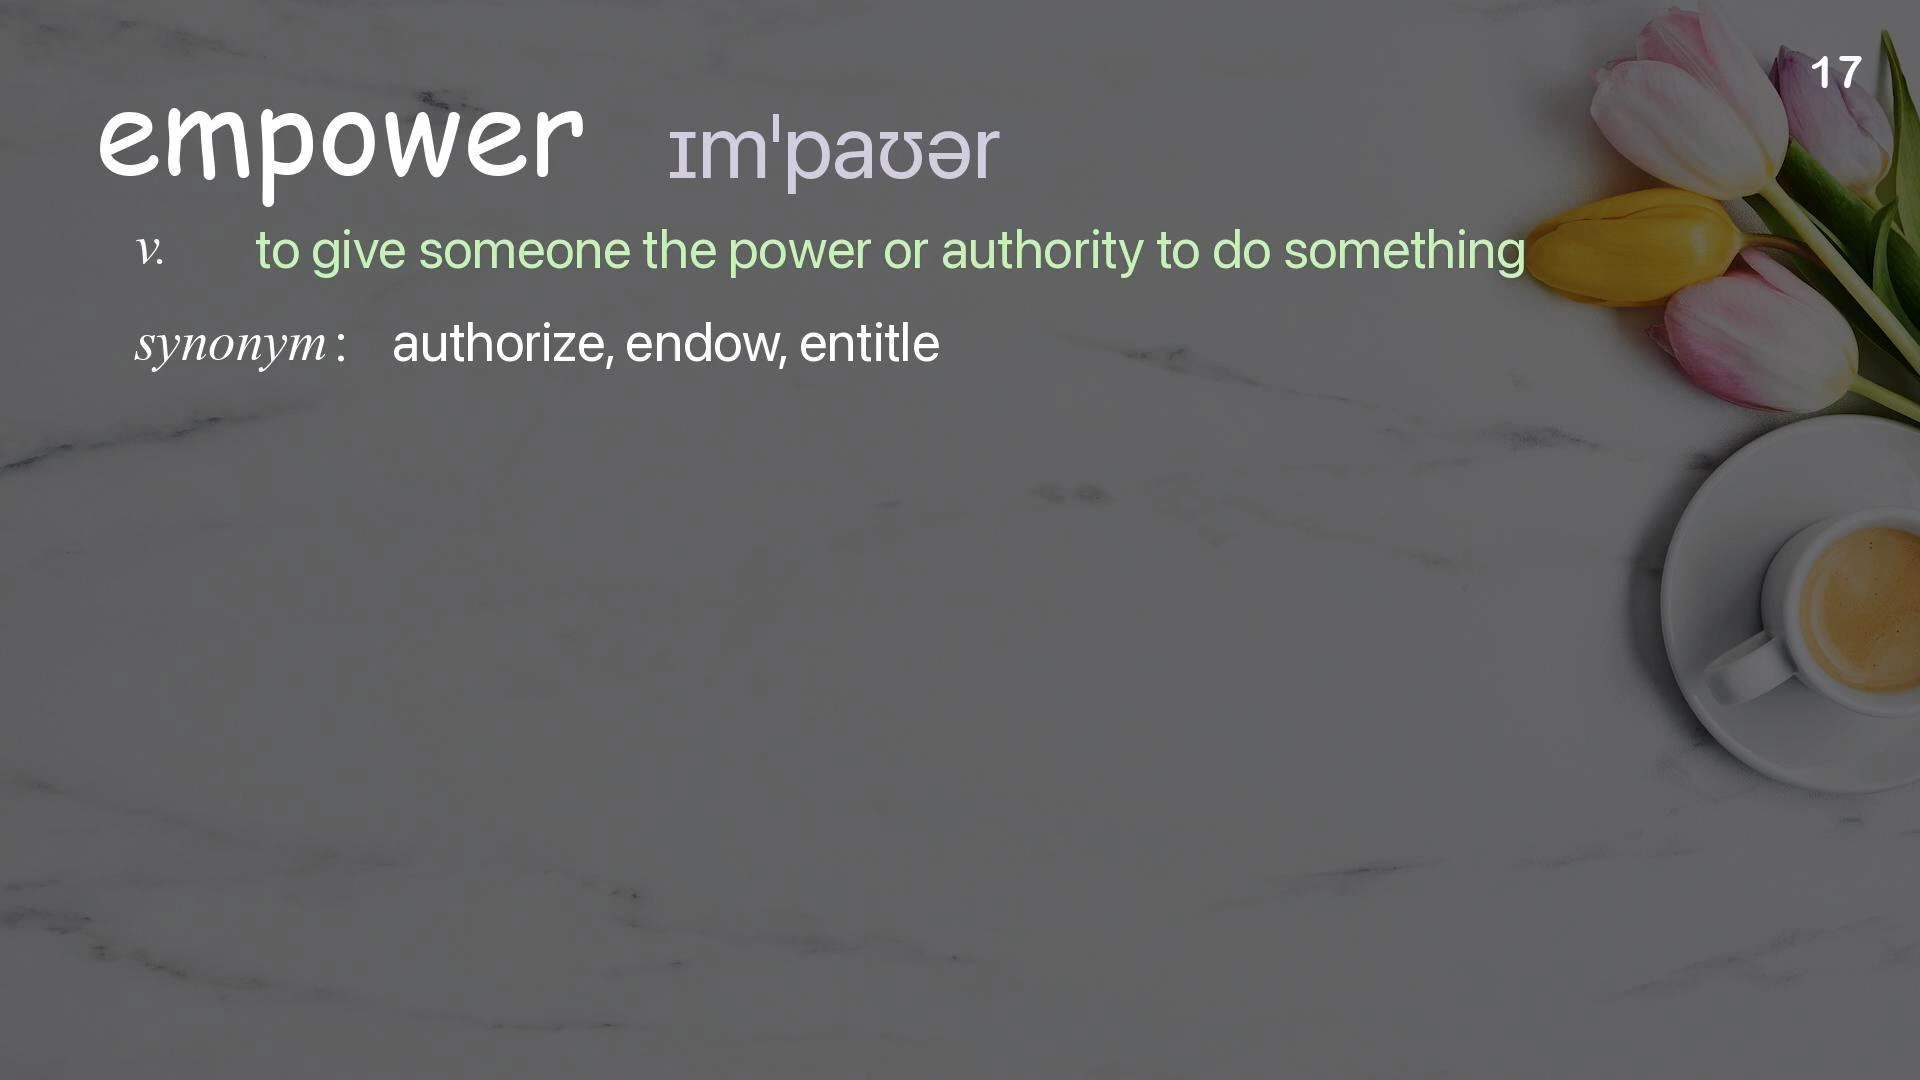 17
empower ɪmˈpaʊər
v. to give someone the power or authority to do something
synonym : authorize, endow, entitle